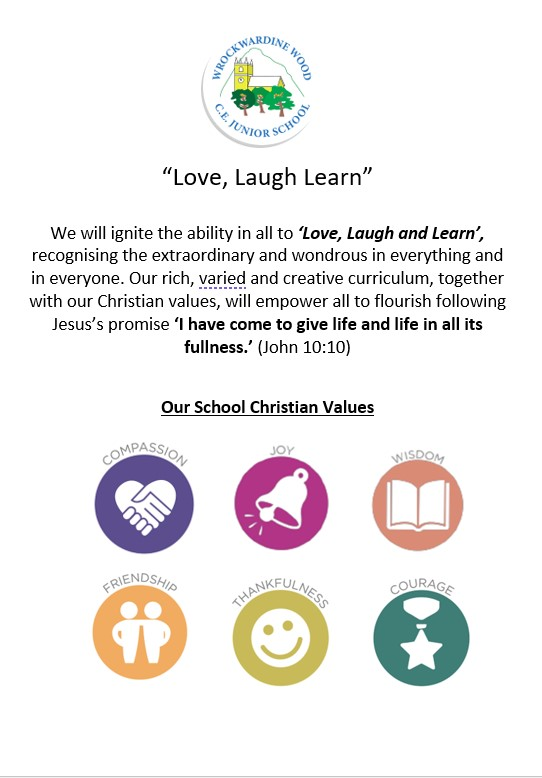 WROCKWARDINE WOOD
C.E. JUNIOR SCHOOL
“Love, Laugh Learn”
We will ignite the ability in all to ‘Love, Laugh and Learn’,
recognising the extraordinary and wondrous in everything and
in everyone. Our rich, varied and creative curriculum, together
with our Christian values, will empower all to flourish following
Jesus’s promise ‘I have come to give life and life in all its
fullness.’ (John 10:10)
Our School Christian Values
COMPASSION
JOY
WISDOM
FRIENDSHIP
THANKFULNESS
COURAGE